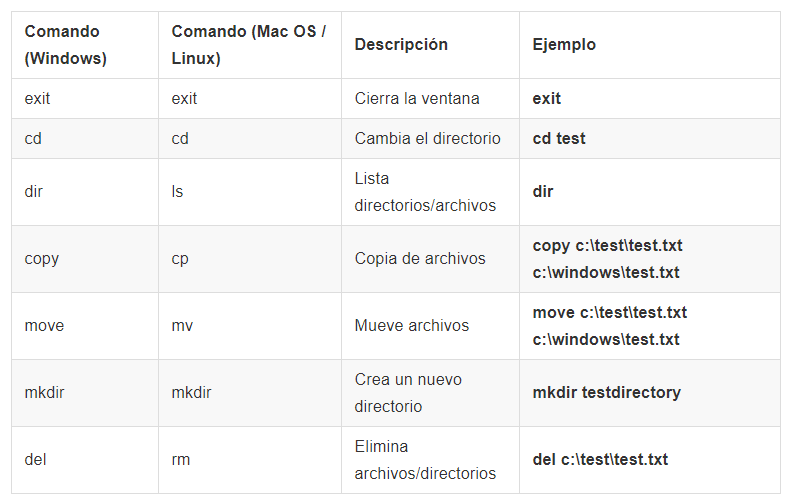 Comando (Windows) Comando (Mac OS / Linux) Descripción Ejemplo
exit exit Cierra la ventana exit
cd cd Cambia el directorio cd test
dir ls Lista directorios/archivos dir
copy cp Copia de archivos copy c:\test\test.txt c:\windows\test.txt
move mv Mueve archivos move c:\test\test.txt c:\windows\test.txt
mkdir mkdir Crea un nuevo directorio mkdir testdirectory
del rm Elimina archivos/directorios del c:\test\test.txt